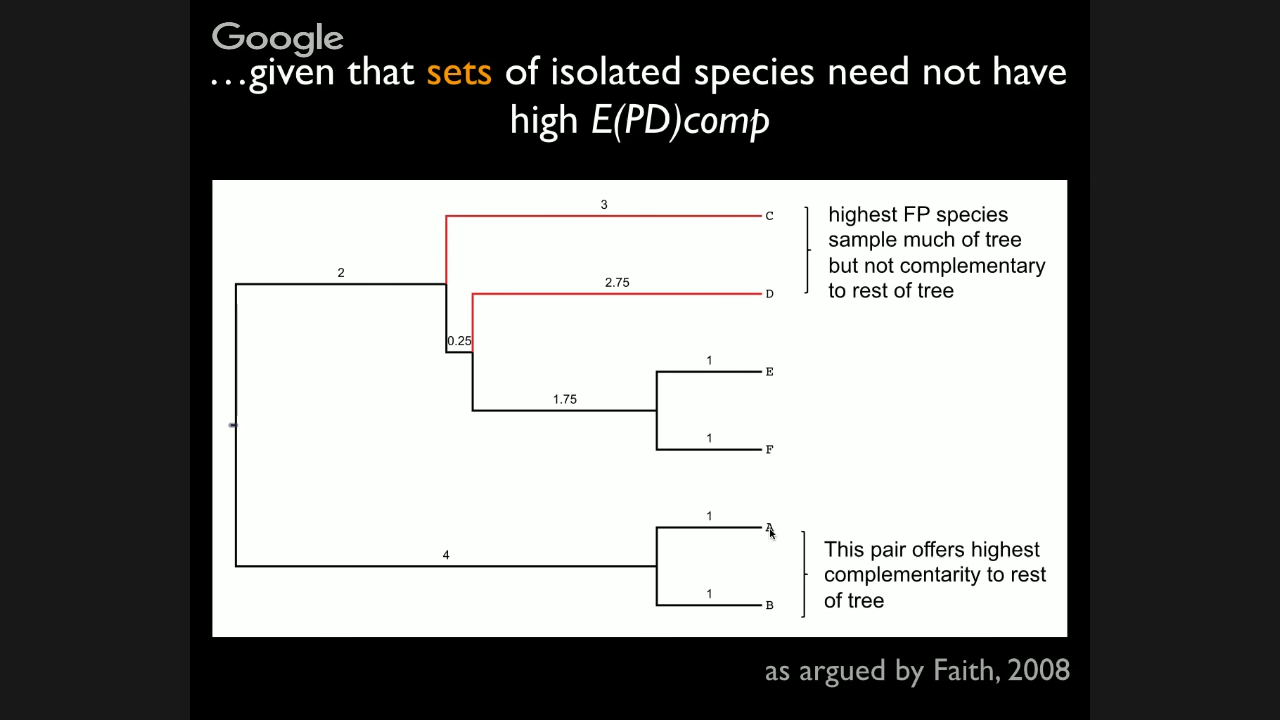 Google
…given that sets of isolated species need not have
high E(PD)comp
3
C
highest FP species
sample much of tree
but not complementary
to rest of tree
2
2.75
D
0.25
1
E
1.75
1
F
1
A
4
This pair offers highest
complementarity to rest
of tree
1
B
as argued by Faith, 2008